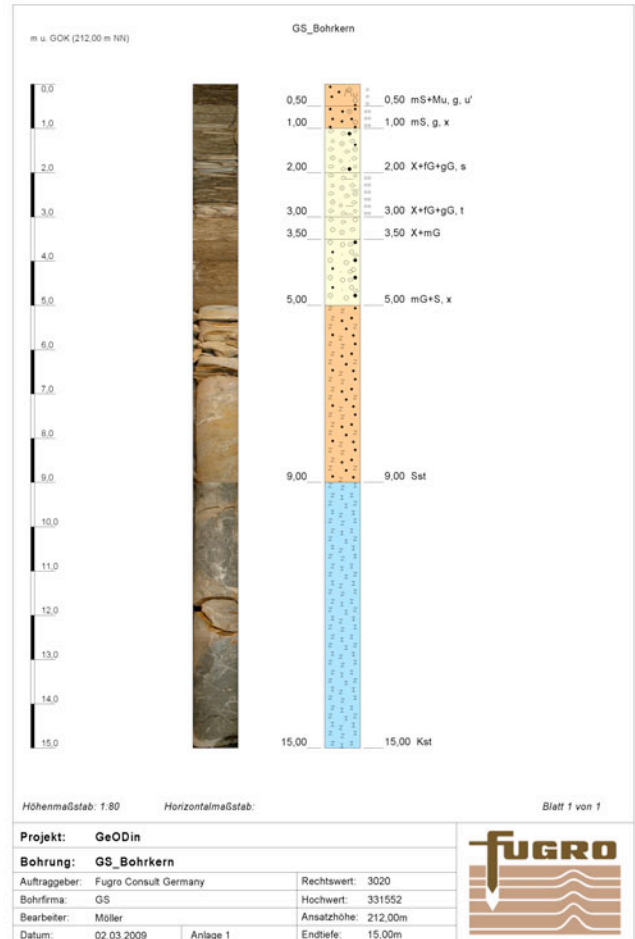 GS_Bohrkern
m u. GOK (212,00 m NN)
0,0
0,50 0,50 mS+Mu, g, u'
1,0 1,00 1,00 mS, g, x
2,0 2,00 2,00 X+fG+gG, s
3,0 3,00 3,00 X+fG+gG, t
3,50 3,50 X+mG
4,0
5,0 5,00 5,00 mG+S, x
6,0
7,0
8,0
9,0 9,00 9,00 Sst
10,0
11,0
12,0
13,0
14,0
15,0 15,00 15,00 Kst
Höhenmaßstab: 1:80 Horizontalmaßstab: Blatt 1 von 1
Projekt: GeODin
Bohrung: GS_Bohrkern
Auftraggeber: Fugro Consult Germany Rechtswert: 3020
Bohrfirma: GS Hochwert: 331552
Bearbeiter: Möller Ansatzhöhe: 212,00m
Datum: 02.03.2009 Anlage 1 Endtiefe: 15,00m
FUGRO